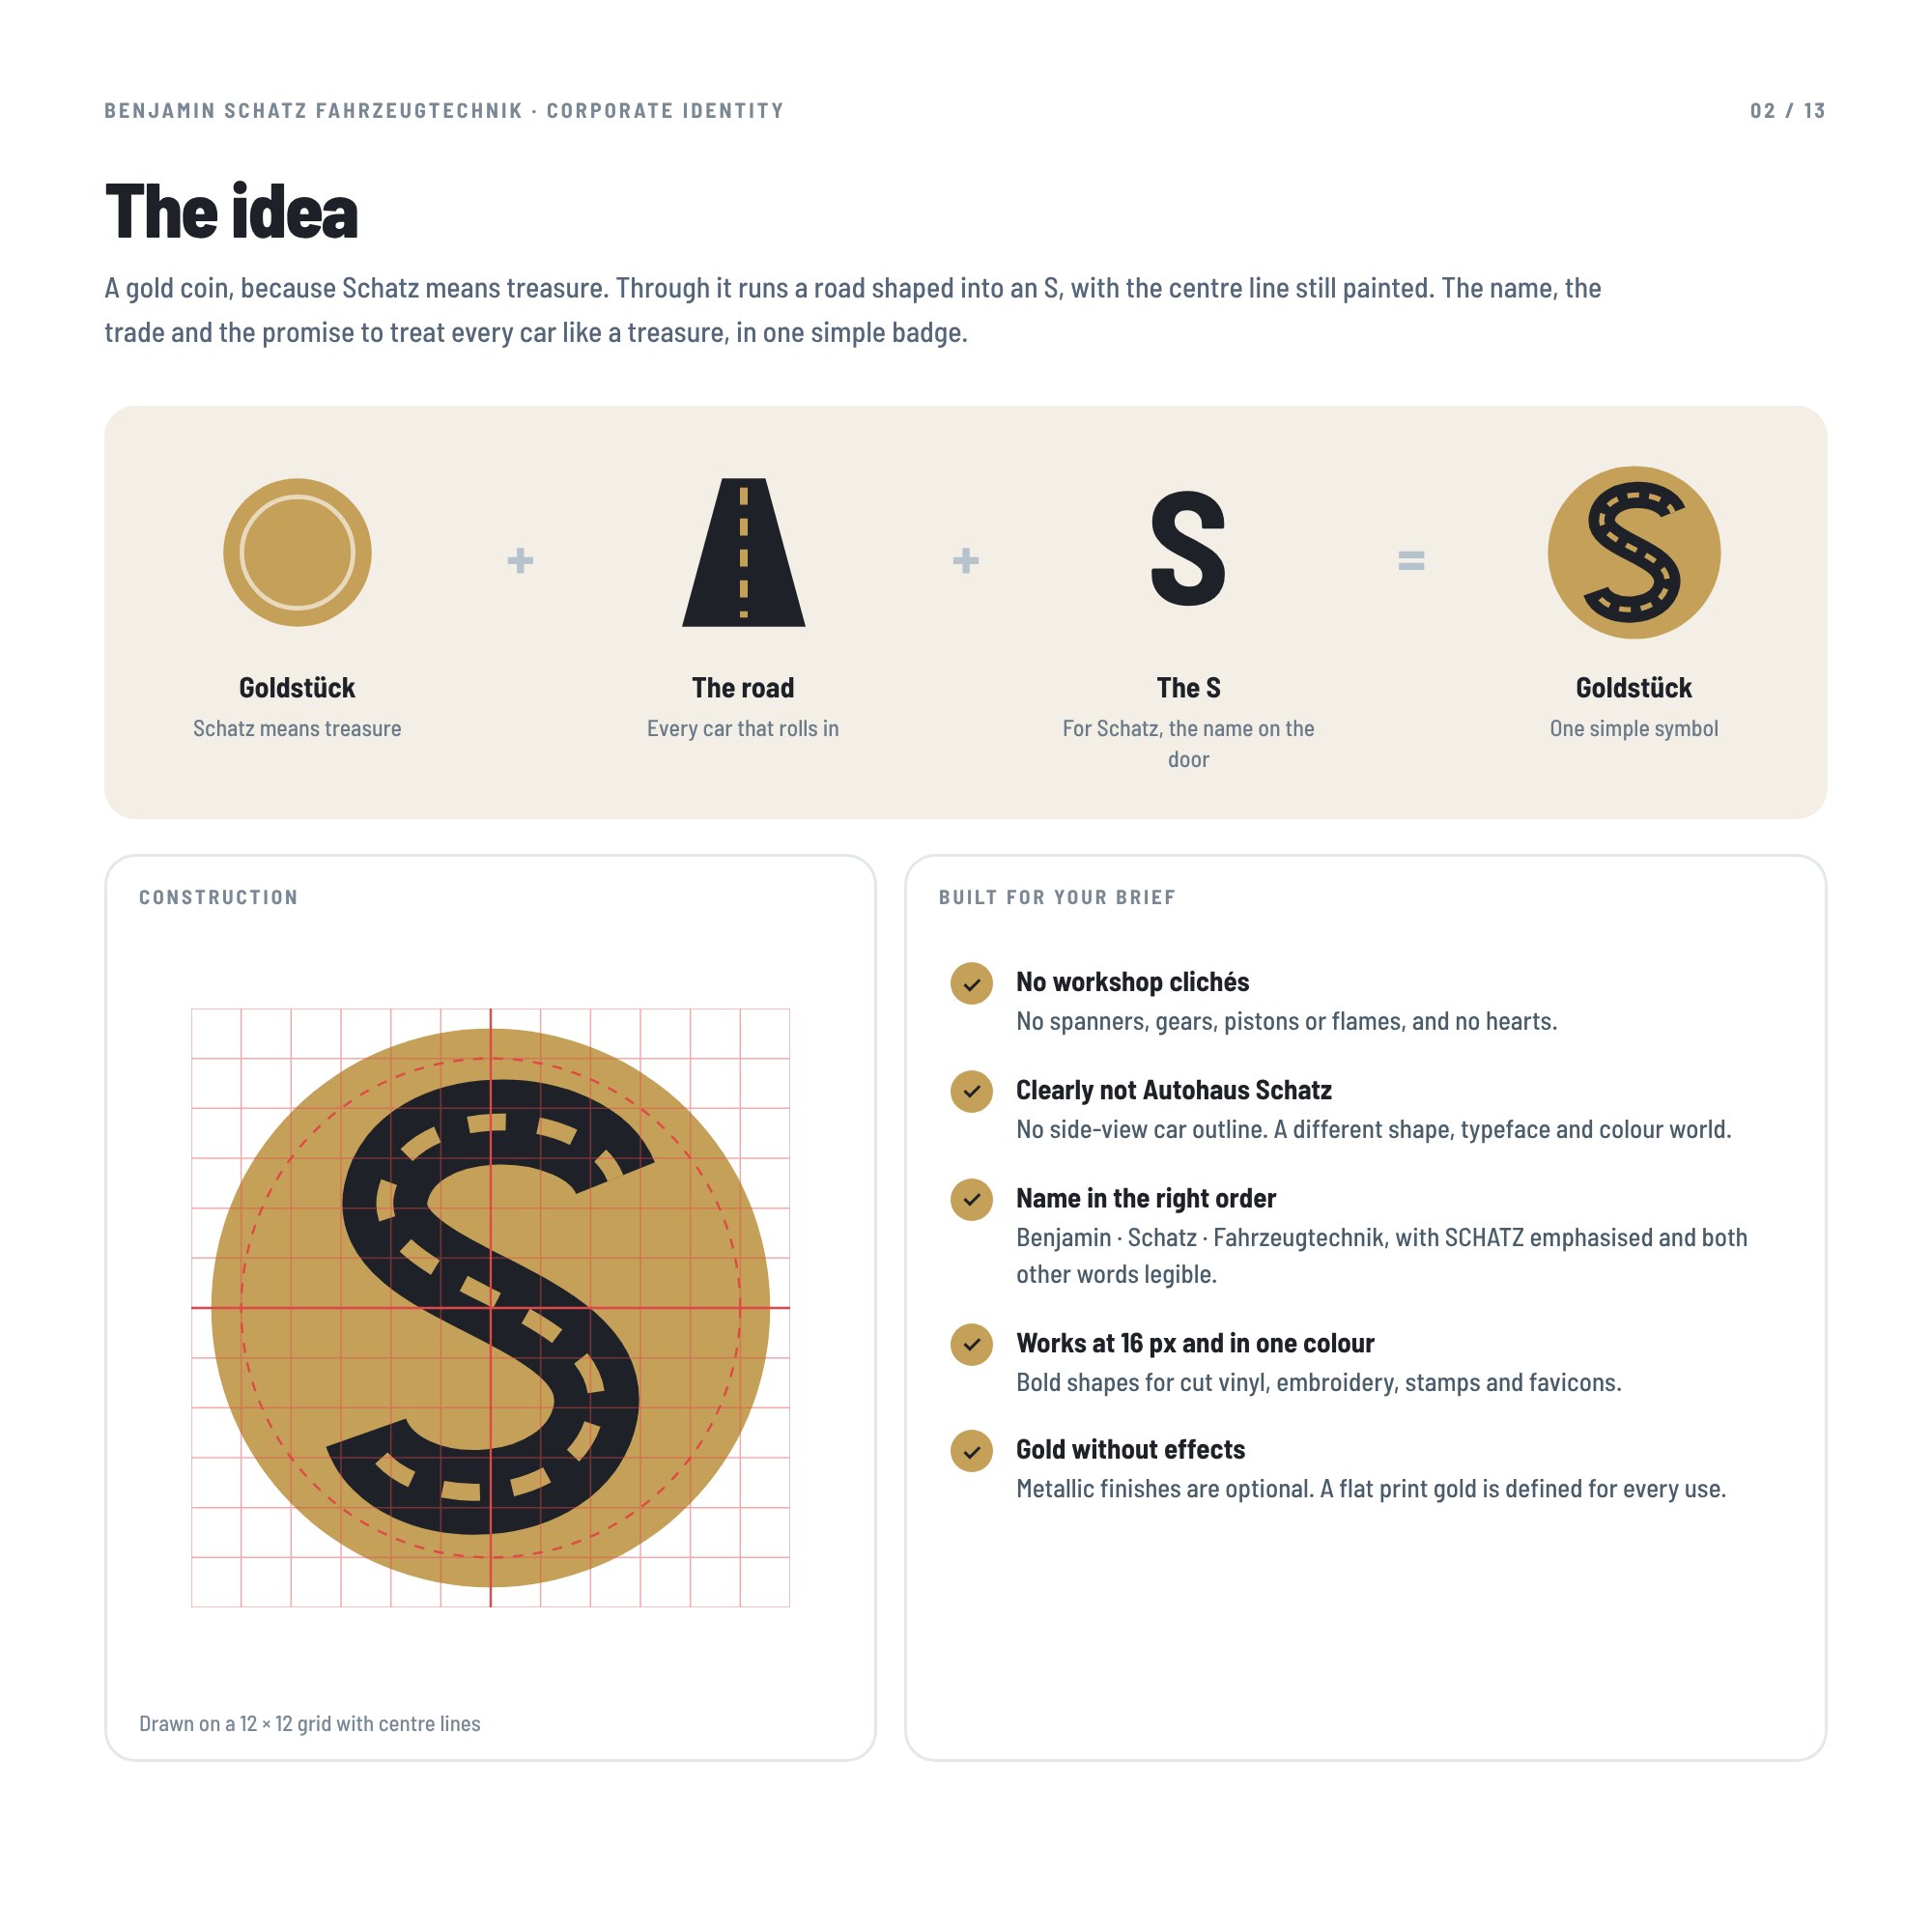 BENJAMIN SCHATZ FAHRZEUGTECHNIK · CORPORATE IDENTITY
02 / 13
The idea
A gold coin, because Schatz means treasure. Through it runs a road shaped into an S, with the centre line still painted. The name, the
trade and the promise to treat every car like a treasure, in one simple badge.
+
+
S
=
S
Goldstück
Schatz means treasure
The road
Every car that rolls in
The S
For Schatz, the name on the
door
Goldstück
One simple symbol
CONSTRUCTION
S
Drawn on a 12 × 12 grid with centre lines
BUILT FOR YOUR BRIEF
No workshop clichés
No spanners, gears, pistons or flames, and no hearts.
Clearly not Autohaus Schatz
No side-view car outline. A different shape, typeface and colour world.
Name in the right order
Benjamin · Schatz · Fahrzeugtechnik, with SCHATZ emphasised and both
other words legible.
Works at 16 px and in one colour
Bold shapes for cut vinyl, embroidery, stamps and favicons.
Gold without effects
Metallic finishes are optional. A flat print gold is defined for every use.